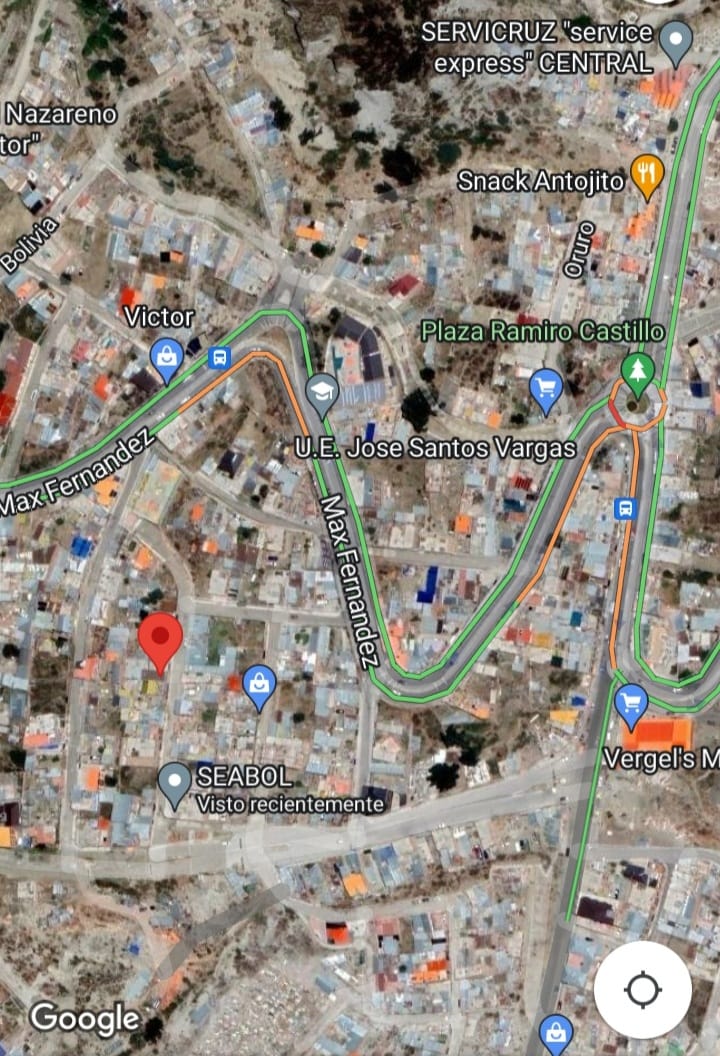 SERVICRUZ "service
express" CENTRAL
Nazareno
tor"
Snack Antojito
Bolivia
Oruro
Victor
Plaza Ramiro Castillo
U.E. Jose Santos Vargas
Max Fernandez
Max Fernandez
SEABOL
Visto recientemente
Vergel's M
Google